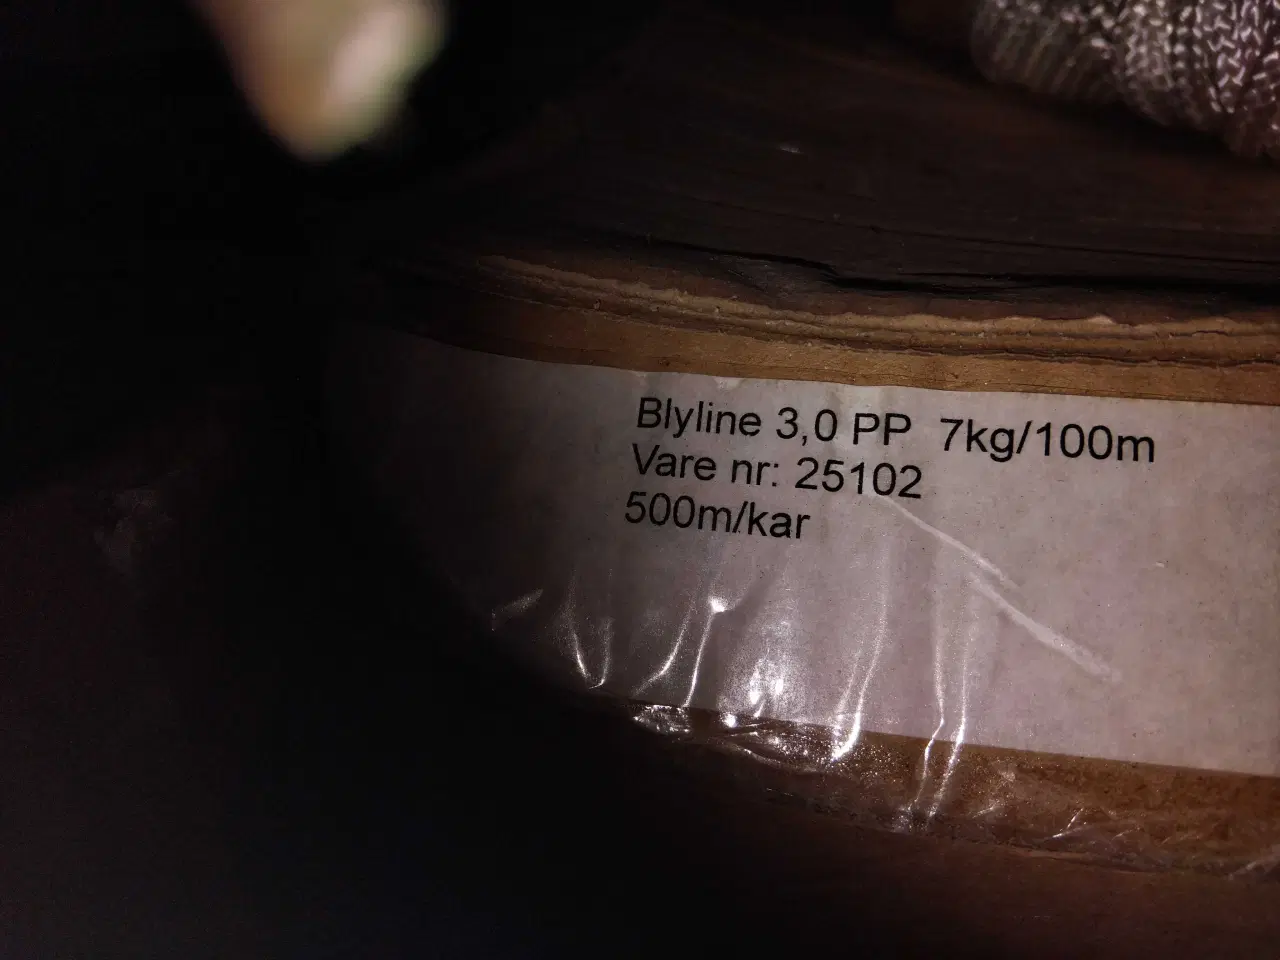 Blyline 3,0 PP 7kg/100m
Vare nr: 25102
500m/kar